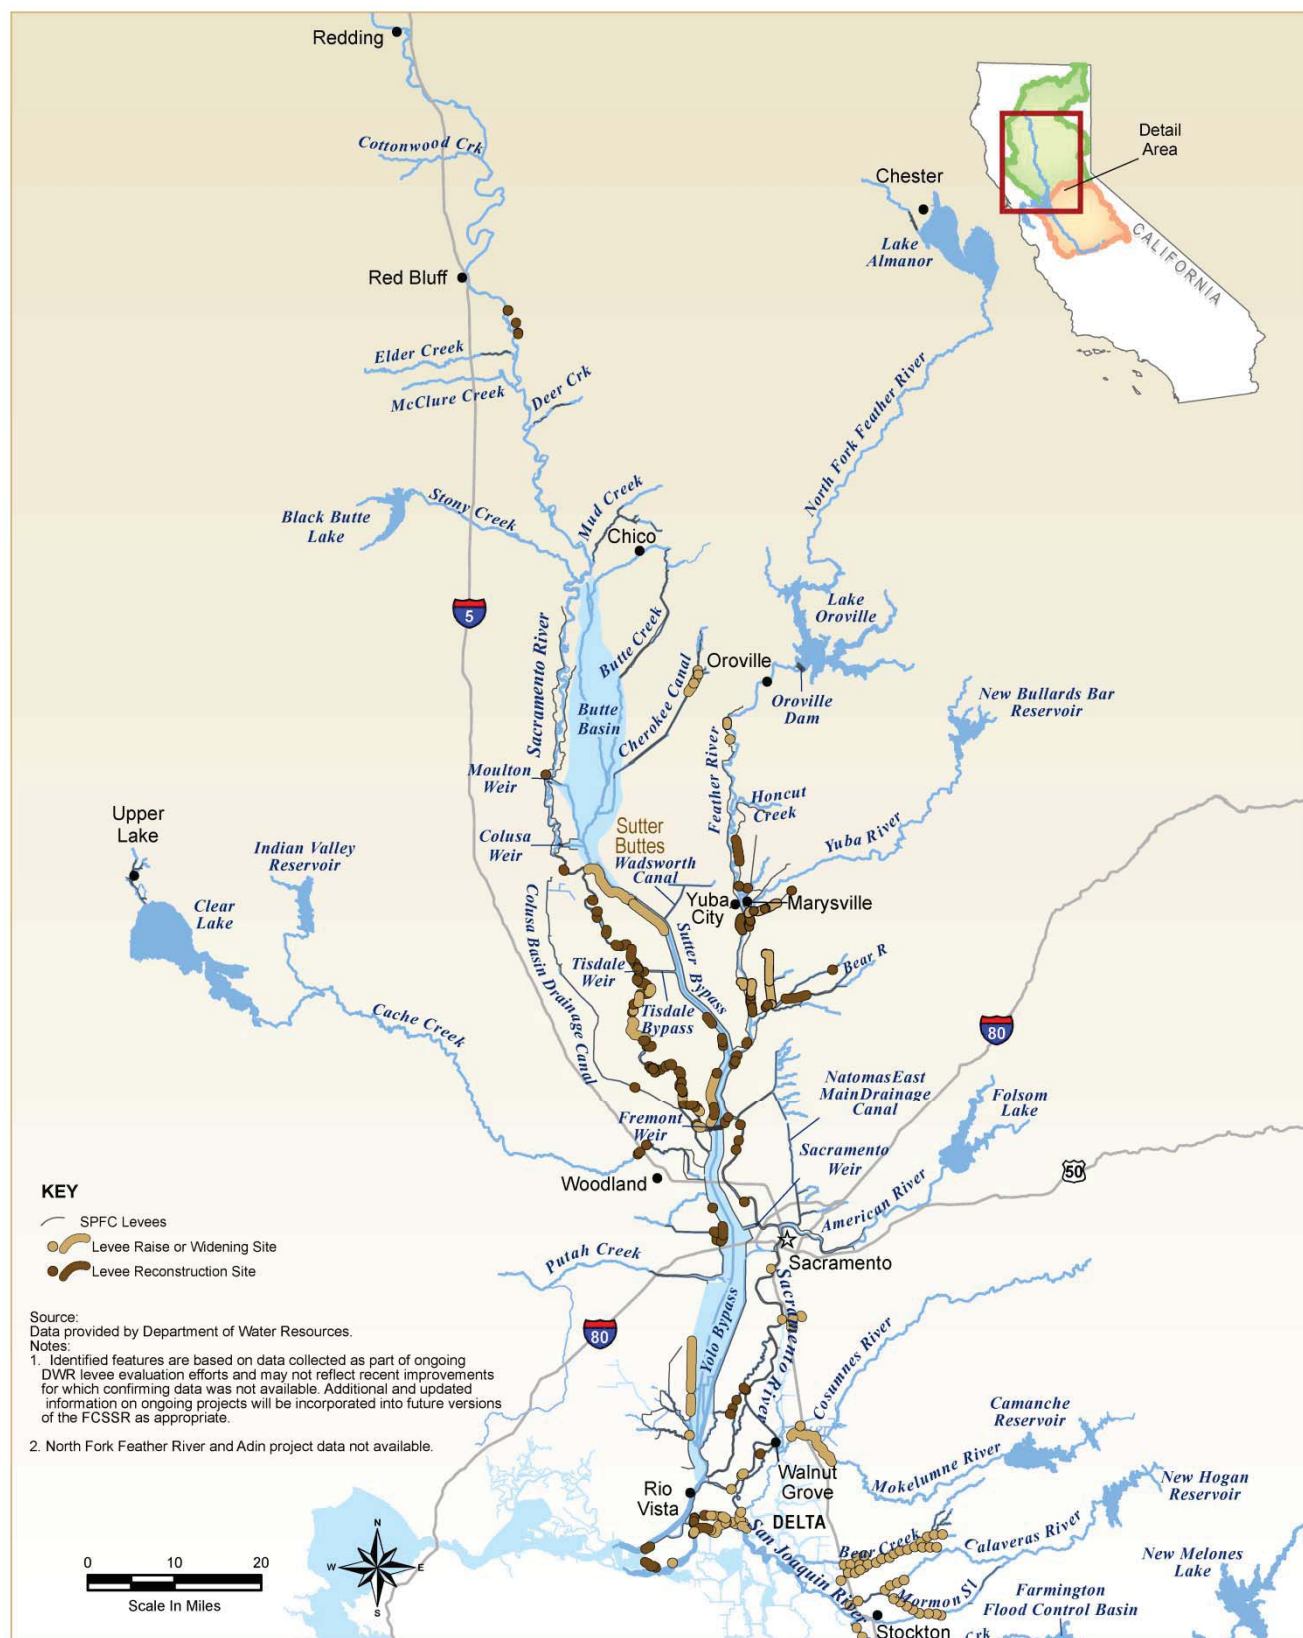 Redding
Cottonwood Crk
Detail
Area
Chester
CALIFORNIA
Lake
Almanor
Red Bluff
Elder Creek
McClure Creek
Deer Crk
North Fork Feather River
Stony Creek
Mud Creek
Black Butte
Lake
Chico
5
Sacramento River
Butte Creek
Lake
Oroville
Oroville
Cherokee Canal
Butte
Basin
Oroville
Dam
New Bullards Bar
Reservoir
Feather River
Moulton
Weir
Honcut
Creek
Upper
Lake
Sutter
Buttes
Colusa
Weir
Yuba River
Indian Valley
Reservoir
Wadsworth
Canal
Clear
Lake
Yuba
City
Marysville
Colusa Basin Drainage Canal
Sutter Bypass
Bear R
Tisdale
Weir
Tisdale
Bypass
Cache Creek
80
Natomas East
Main Drainage
Canal
Folsom
Lake
Fremont
Weir
Sacramento
Weir
50
Woodland
American River
KEY
SPFC Levees
Levee Raise or Widening Site
Levee Reconstruction Site
Putah Creek
Sacramento
Yolo Bypass
Sacramento River
Cosumnes River
80
Source:
Data provided by Department of Water Resources.
Notes:
1. Identified features are based on data collected as part of ongoing
DWR levee evaluation efforts and may not reflect recent improvements
for which confirming data was not available. Additional and updated
information on ongoing projects will be incorporated into future versions
of the FCSSR as appropriate.
2. North Fork Feather River and Adin project data not available.
Camanche
Reservoir
Walnut
Grove
Mokelumne River
Rio
Vista
New Hogan
Reservoir
DELTA
San Joaquin River
Bear Creek
Calaveras River
N
W
E
S
0
10
20
Scale In Miles
New Melones
Lake
Mormon Sl
Farmington
Flood Control Basin
Stockton
Crk